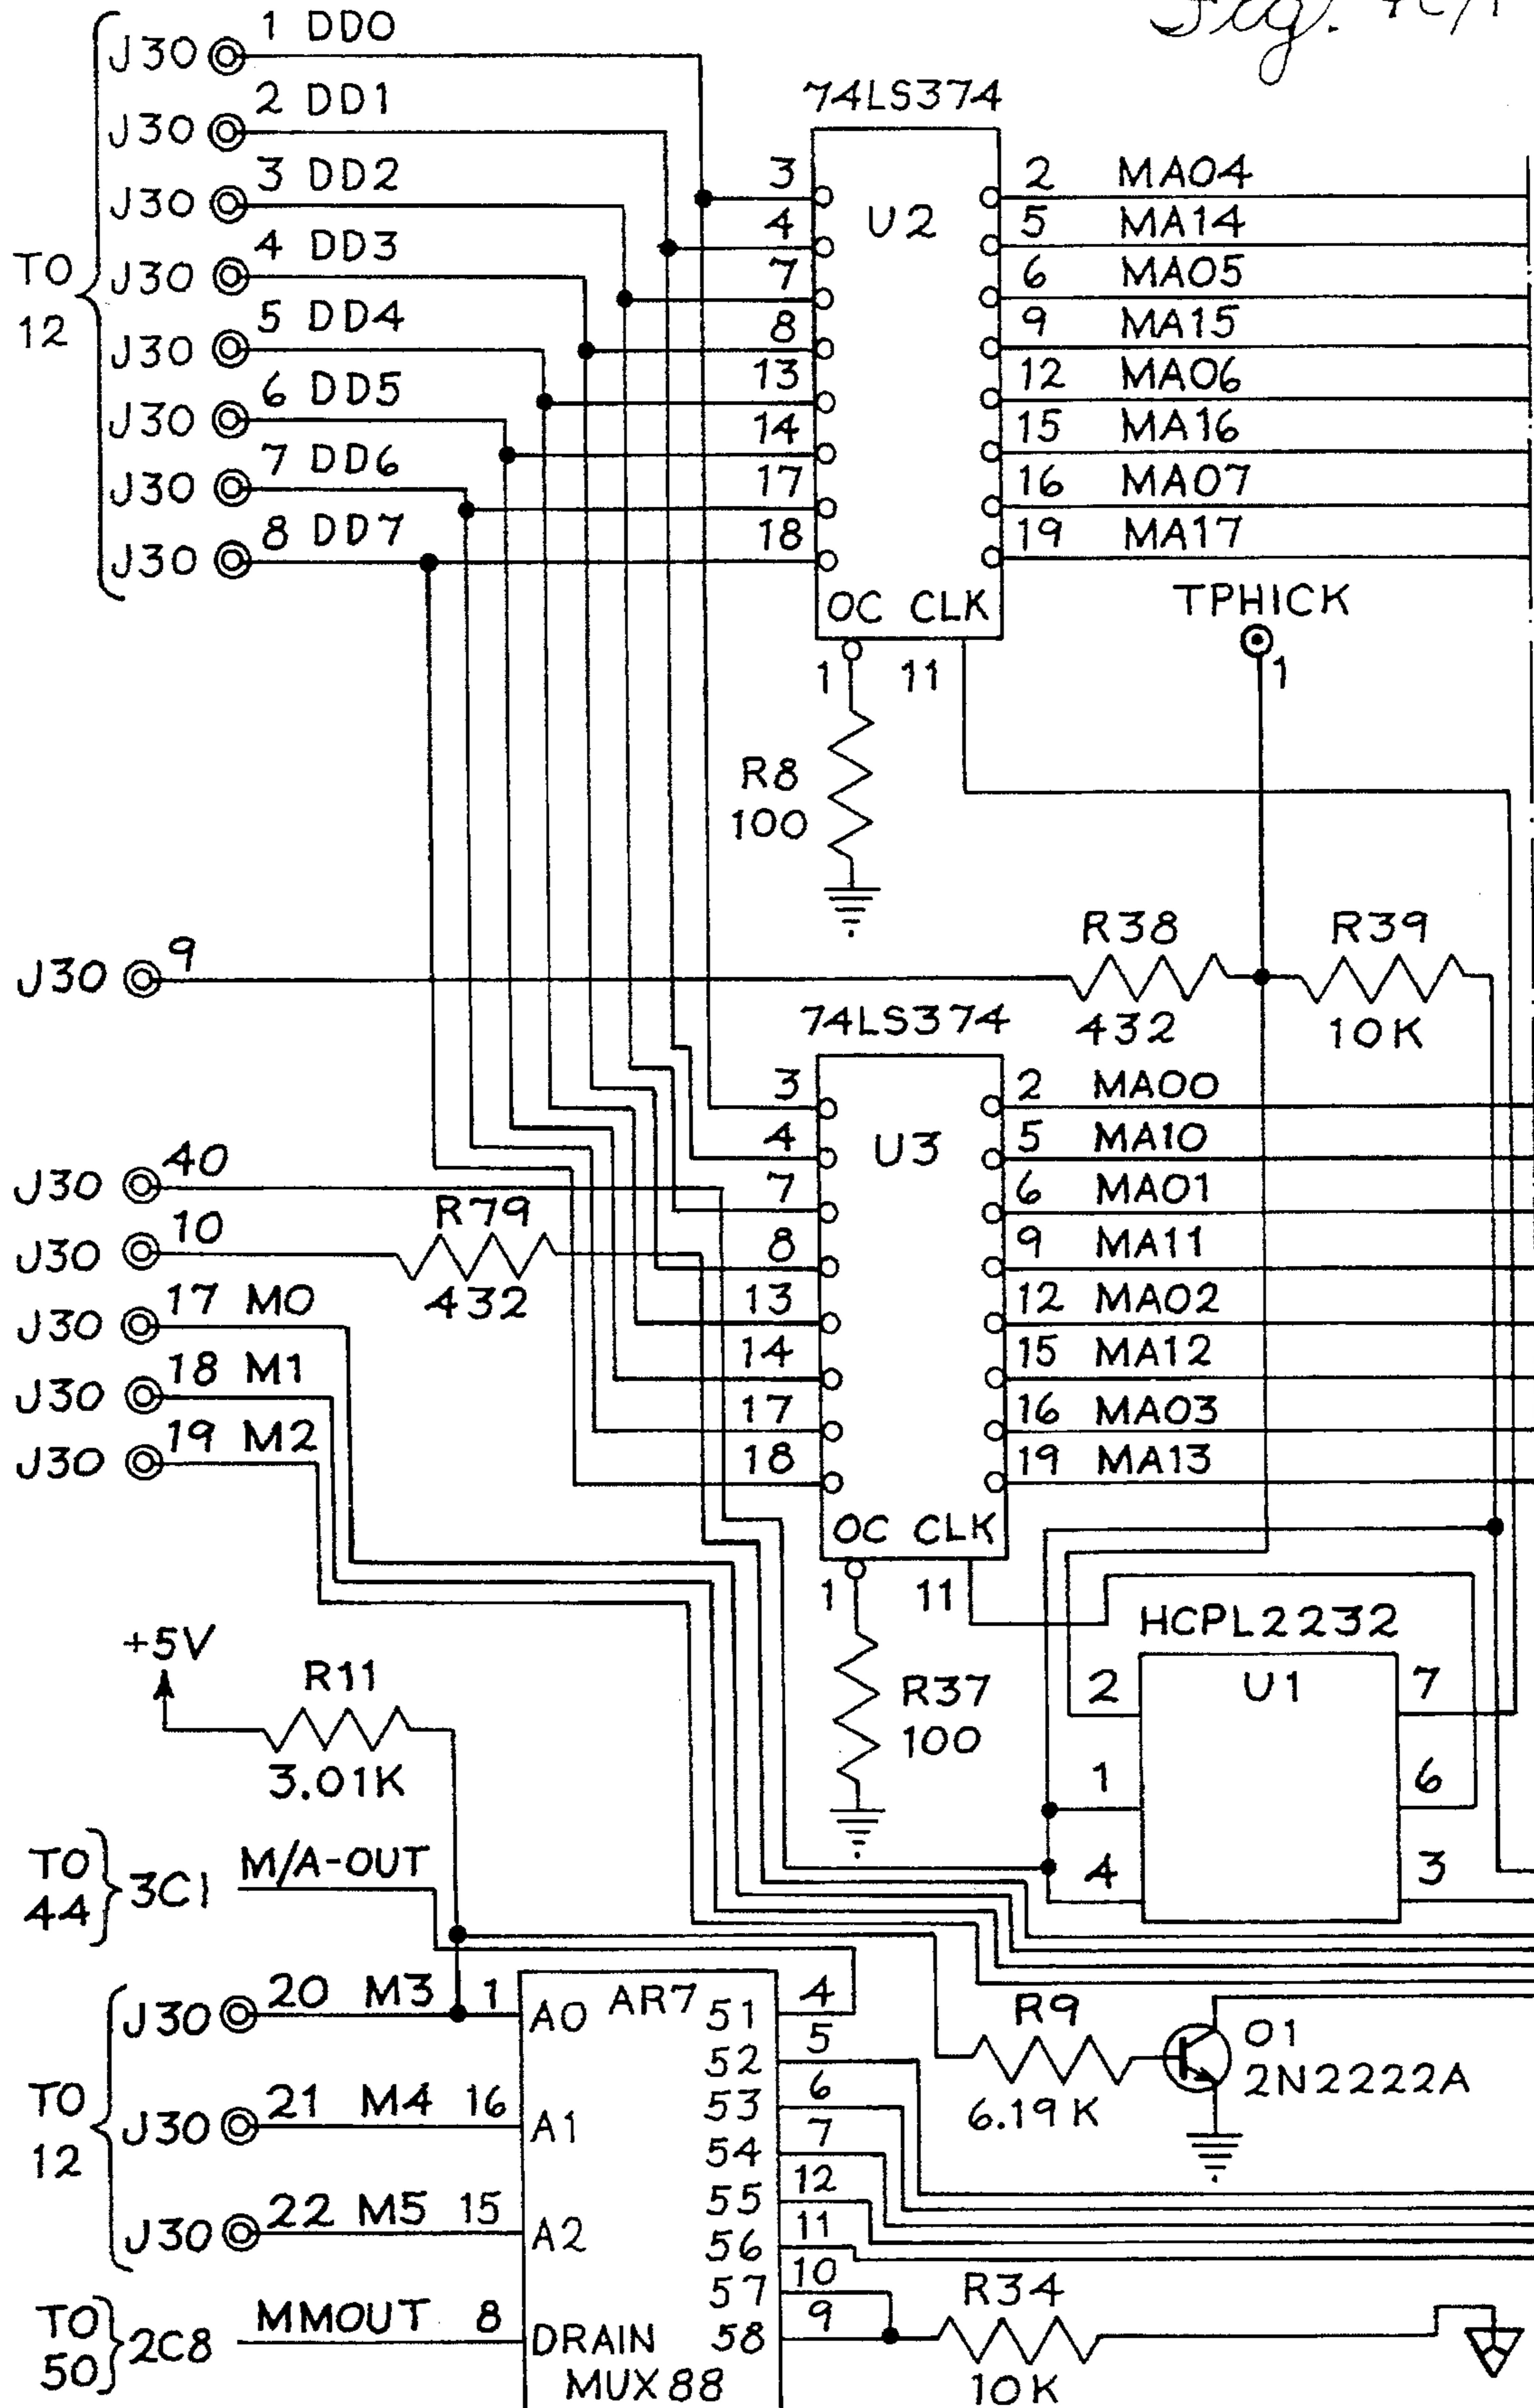 Fig. 4C/1
1 DD0
J30
2 DD1
J30
3 DD2
J30
4 DD3
J30
5 DD4
J30
6 DD5
J30
7 DD6
J30
8 DD7
J30
TO
12
74LS374
U2
3
4
7
8
13
14
17
18
2 MA04
5 MA14
6 MA05
9 MA15
12 MA06
15 MA16
16 MA07
19 MA17
OC CLK
1 11
TPHICK
1
R8
100
J30 9
R38
432
R39
10K
74LS374
U3
3
4
7
8
13
14
17
18
2 MA00
5 MA10
6 MA01
9 MA11
12 MA02
15 MA12
16 MA03
19 MA13
OC CLK
1 11
J30 40
J30 10
R79
432
J30 17 M0
J30 18 M1
J30 19 M2
R37
100
HCPL2232
U1
2
1
4
7
6
3
+5V
R11
3.01K
TO
44
3C1
M/A-OUT
TO
12
J30 20 M3 1
J30 21 M4 16
J30 22 M5 15
TO
50
2C8
MMOUT 8
A0 AR7
A1
A2
DRAIN
MUX88
51 4
52 5
53 6
54 7
55 12
56 11
57 10
58 9
R9
6.19K
O1
2N2222A
R34
10K